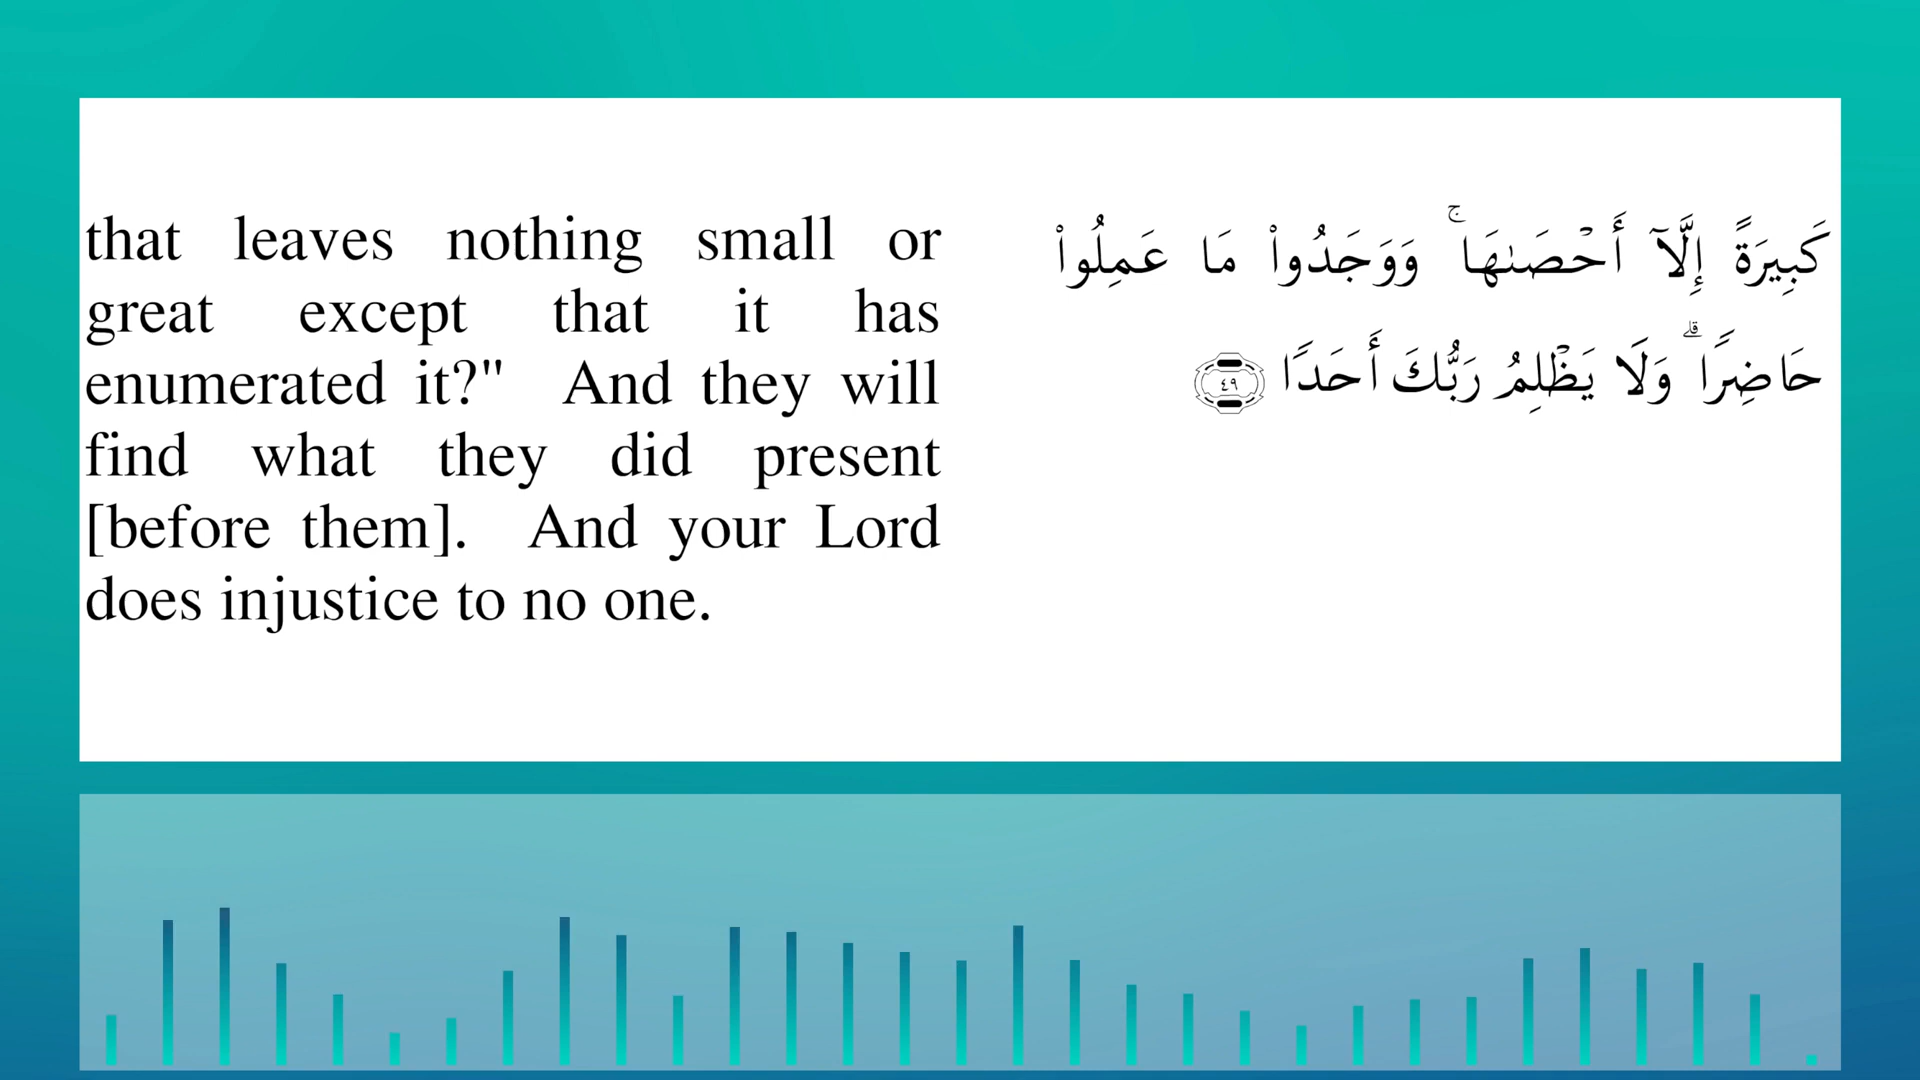 that leaves nothing small or
great except that it has
enumerated it?" And they will
find what they did present
[before them]. And your Lord
does injustice to no one.
كَبِيرَةً إِلَّآ أَحۡصَىٰهَاۚ وَوَجَدُواْ مَا عَمِلُواْ
حَاضِرٗاۗ وَلَا يَظۡلِمُ رَبُّكَ أَحَدٗا ٤٩